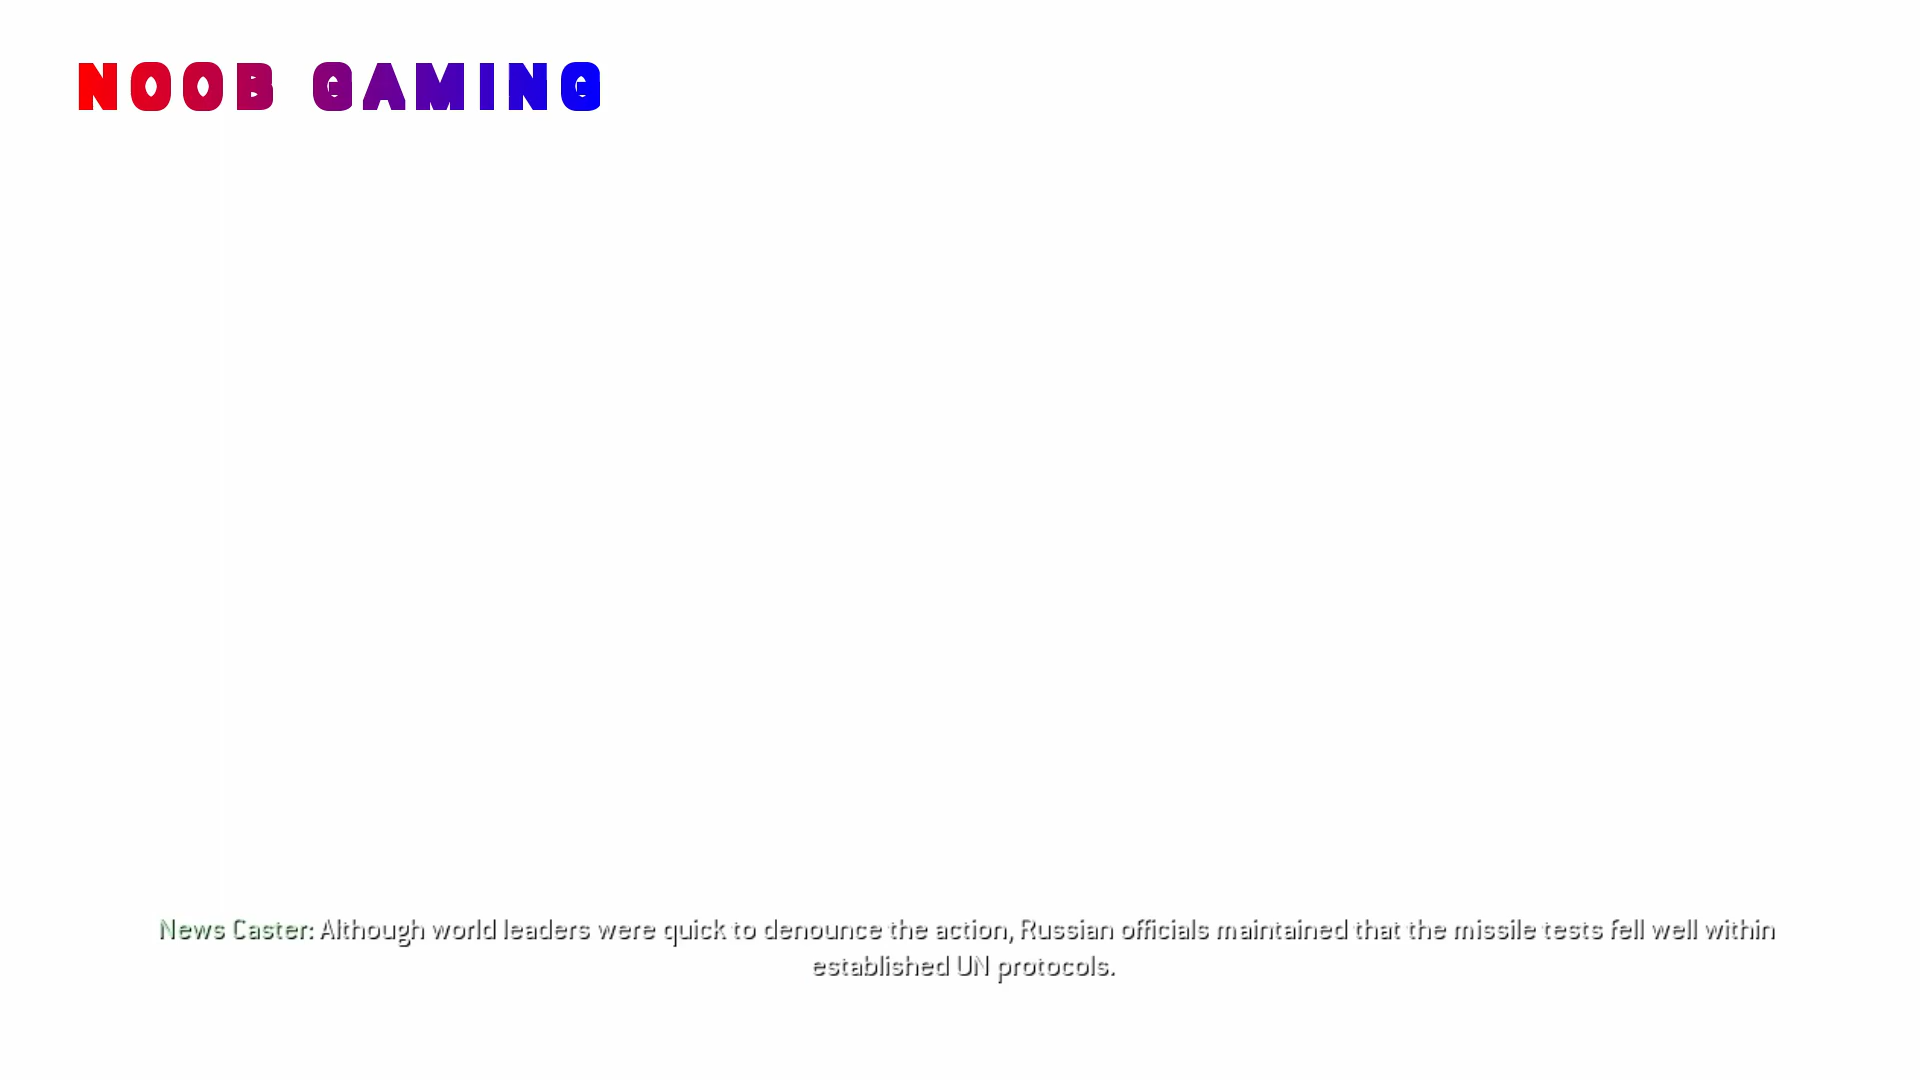 NOOB GAMING
News Caster: Although world leaders were quick to denounce the action, Russian officials maintained that the missile tests fell well within
established UN protocols.